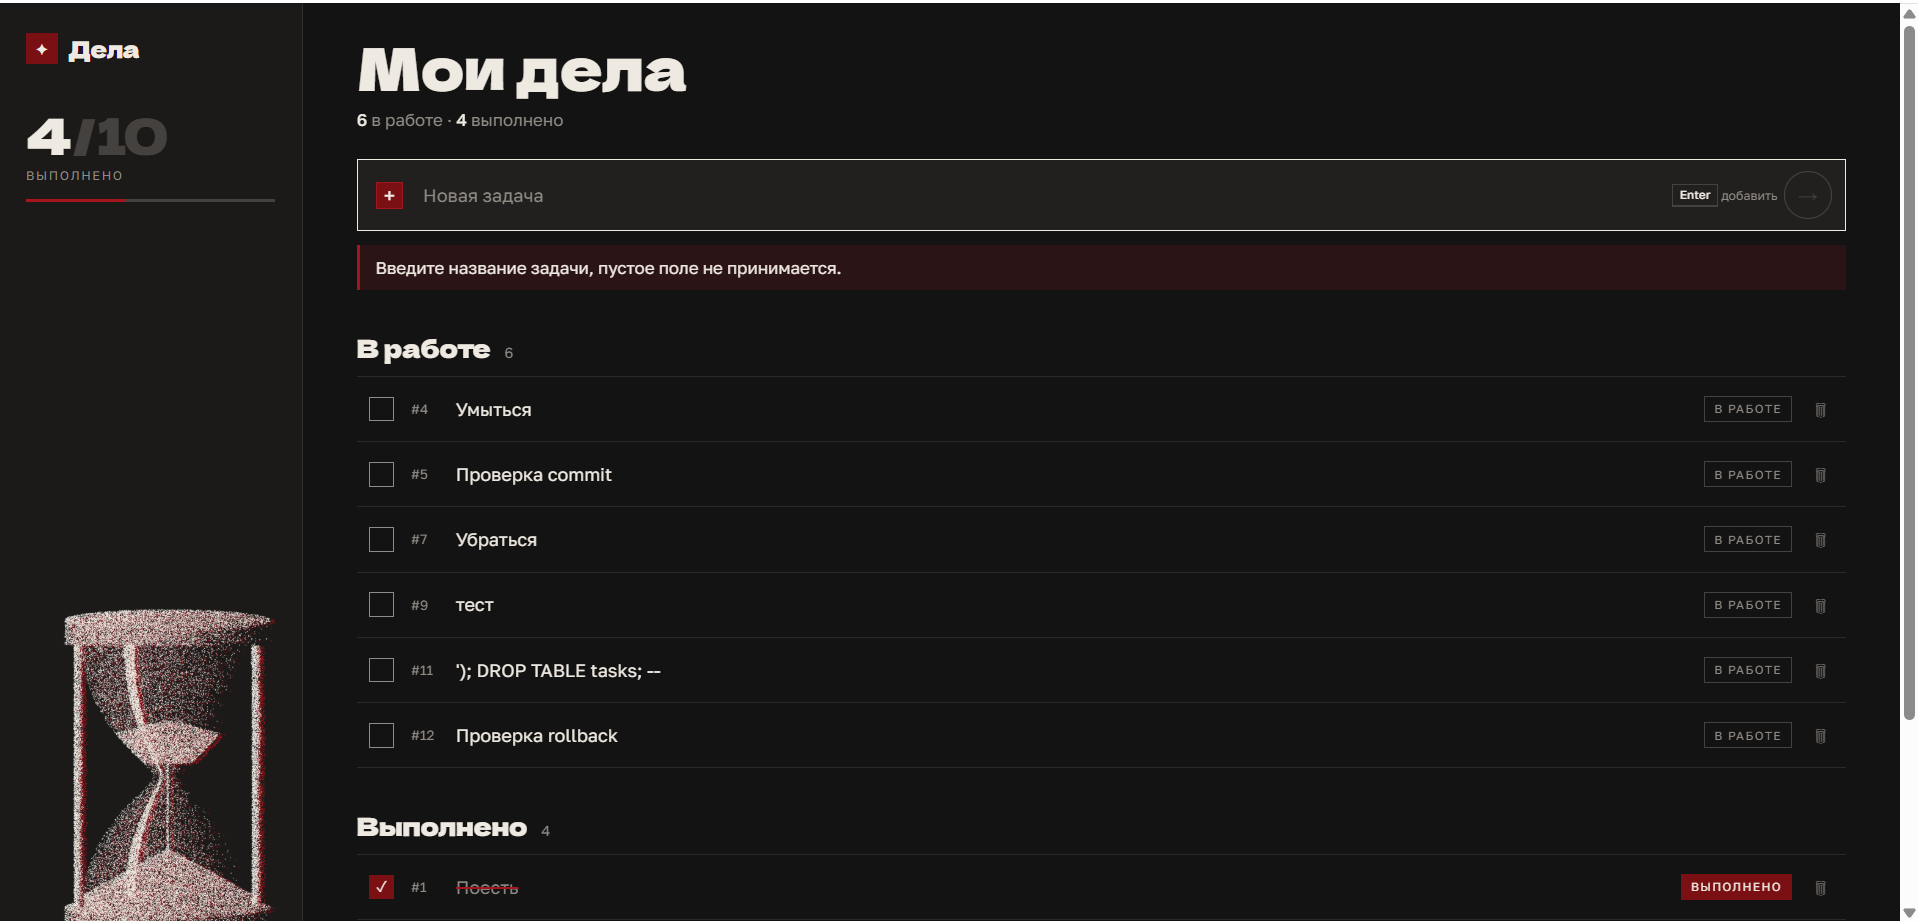 Дела
4/10
ВЫПОЛНЕНО
Мои дела
6 в работе · 4 выполнено
+ Новая задача Enter добавить →
Введите название задачи, пустое поле не принимается.
В работе 6
#4 Умыться В РАБОТЕ
#5 Проверка commit В РАБОТЕ
#7 Убраться В РАБОТЕ
#9 тест В РАБОТЕ
#11 '); DROP TABLE tasks; -- В РАБОТЕ
#12 Проверка rollback В РАБОТЕ
Выполнено 4
#1 Поесть ВЫПОЛНЕНО